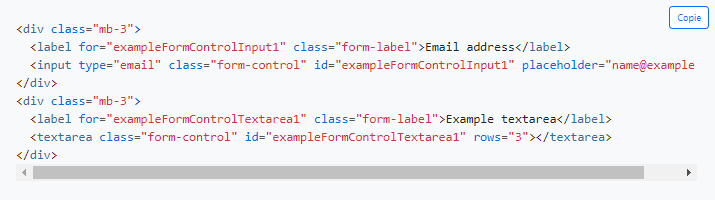 Copie
<div class="mb-3">
  <label for="exampleFormControlInput1" class="form-label">Email address</label>
  <input type="email" class="form-control" id="exampleFormControlInput1" placeholder="name@example
</div>
<div class="mb-3">
  <label for="exampleFormControlTextarea1" class="form-label">Example textarea</label>
  <textarea class="form-control" id="exampleFormControlTextarea1" rows="3"></textarea>
</div>